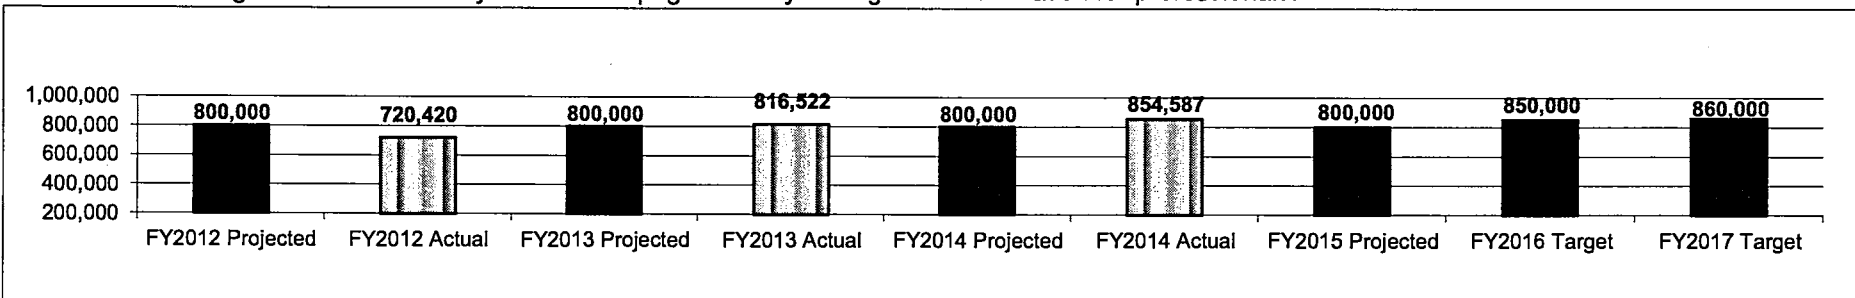 1,000,000
800,000
600,000
400,000
200,000
800,000
720,420
800,000
816,522
800,000
854,587
800,000
850,000
860,000
FY2012 Projected
FY2012 Actual
FY2013 Projected
FY2013 Actual
FY2014 Projected
FY2014 Actual
FY2015 Projected
FY2016 Target
FY2017 Target